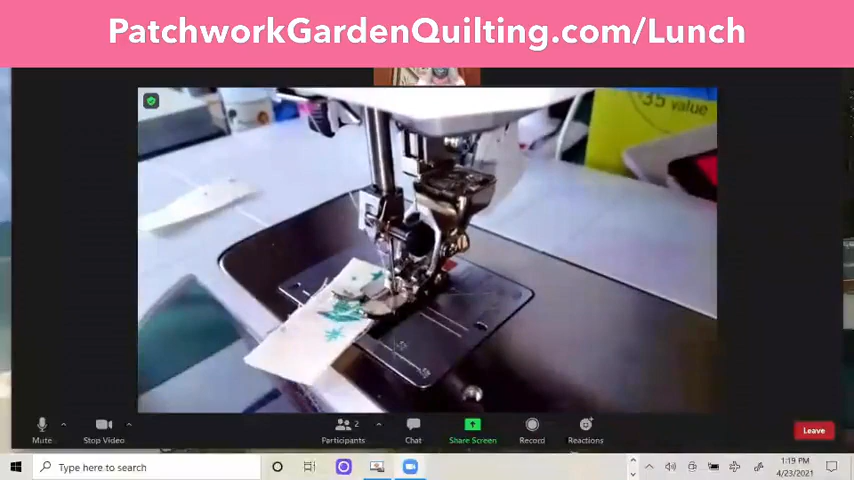 PatchworkGardenQuilting.com/Lunch
35 value
Mute
Stop Video
2
Participants
Chat
Share Screen
Record
Reactions
Leave
Type here to search
1:19 PM
4/23/2021